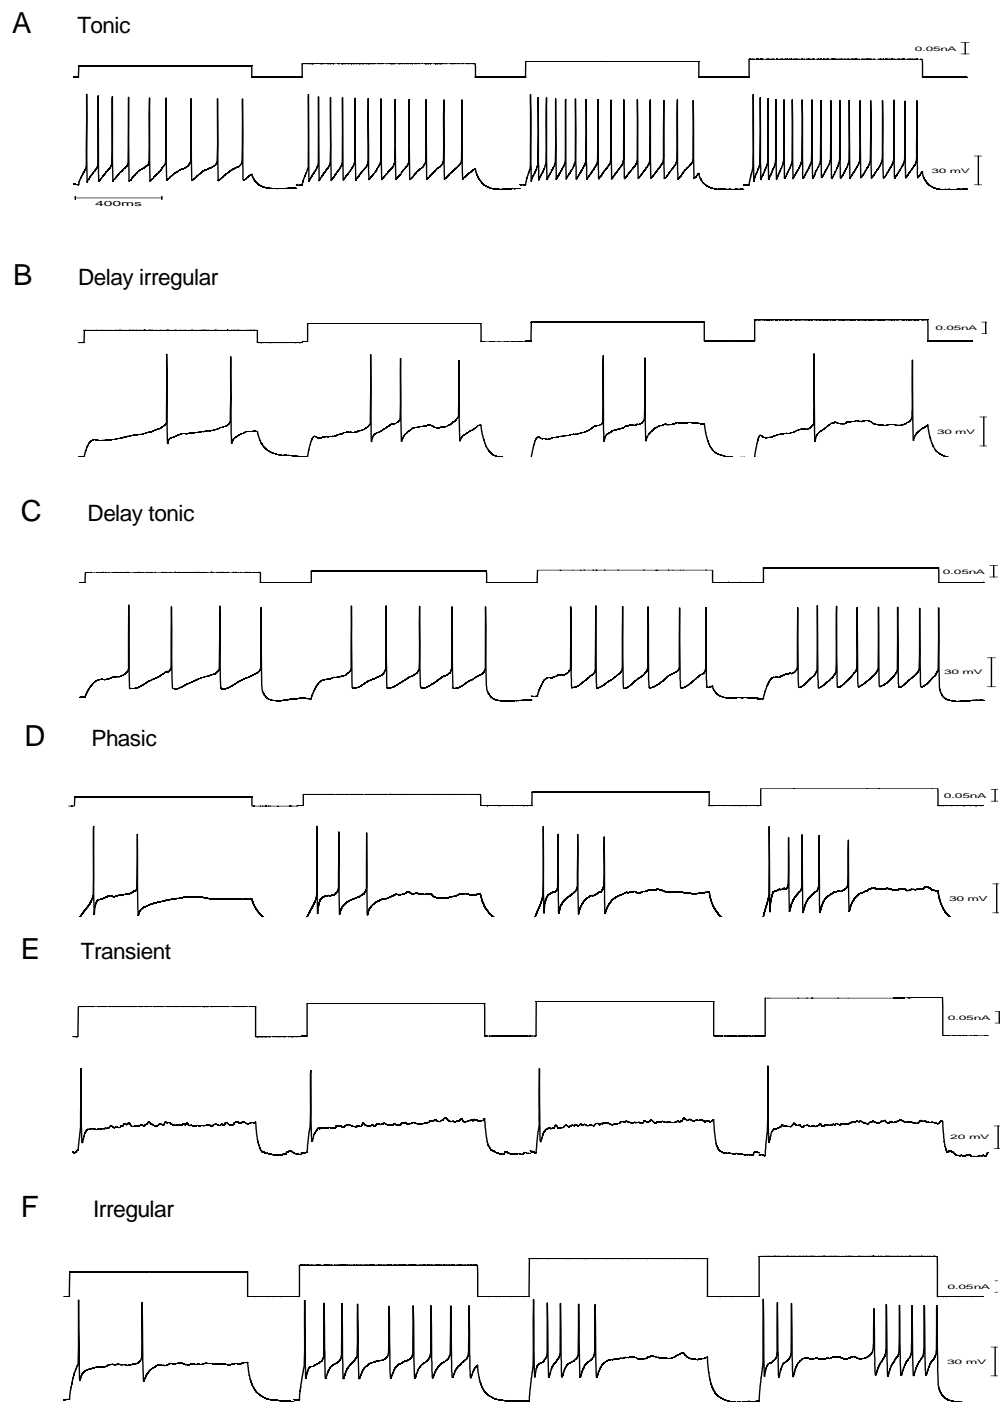 A Tonic
0.05nA
30 mV
400ms
B Delay irregular
0.05nA
30 mV
C Delay tonic
0.05nA
30 mV
D Phasic
0.05nA
30 mV
E Transient
0.05nA
20 mV
F Irregular
0.05nA
30 mV